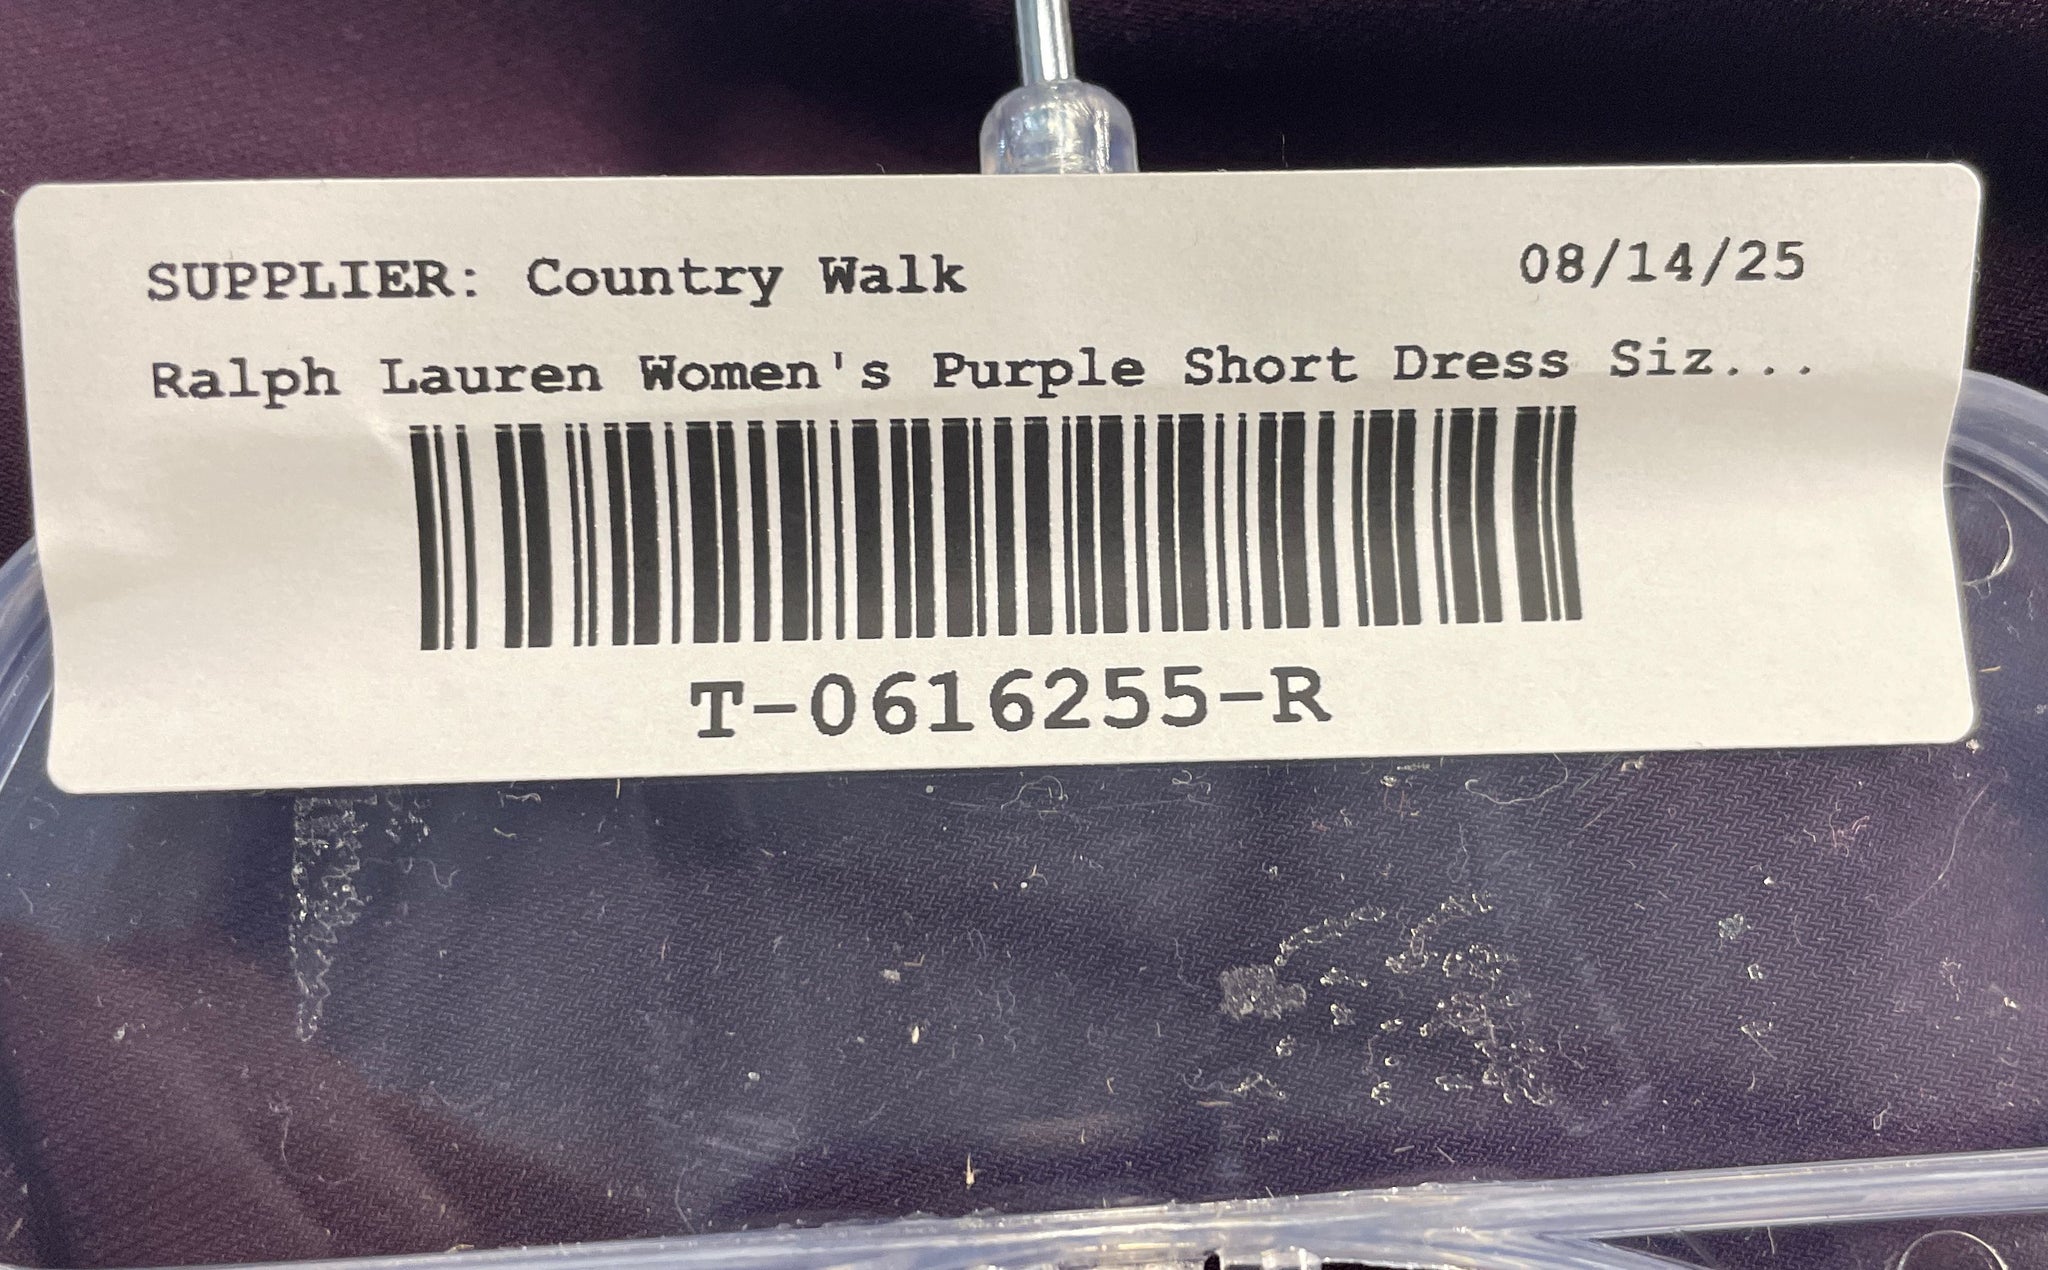 SUPPLIER: Country Walk 08/14/25
Ralph Lauren Women's Purple Short Dress Siz...
T-0616255-R